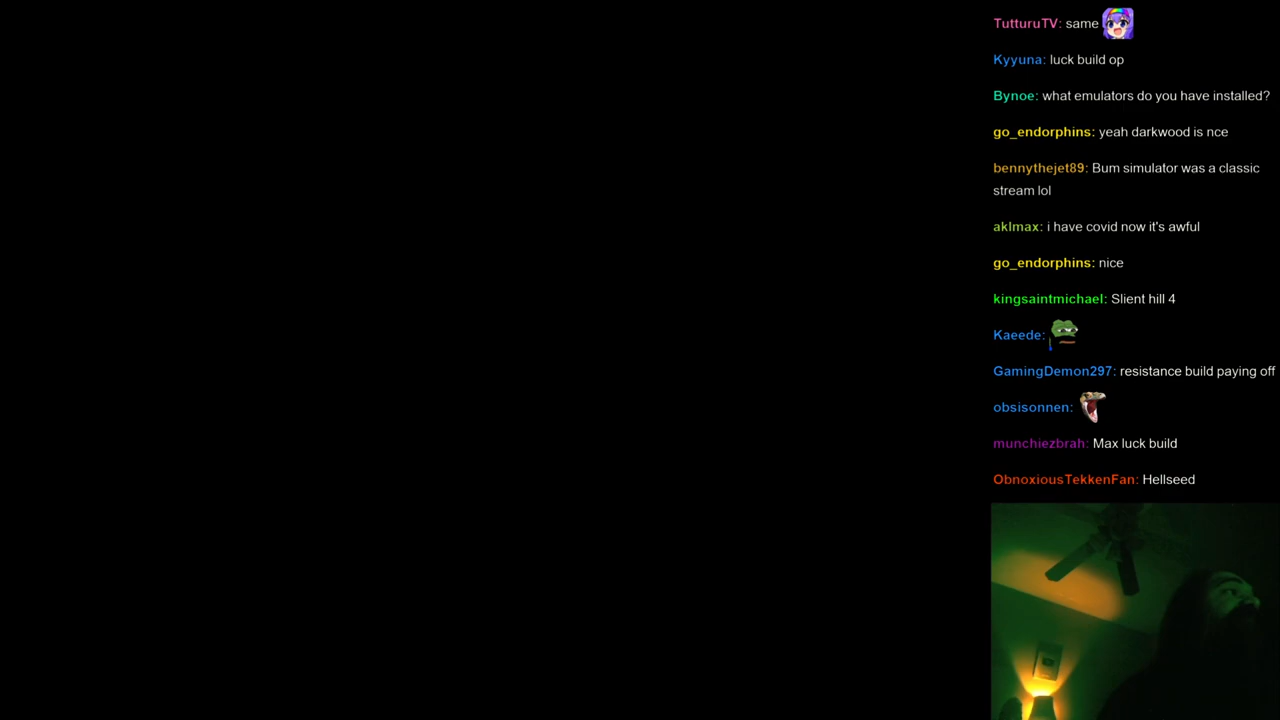 TutturuTV: same
Kyyuna: luck build op
Bynoe: what emulators do you have installed?
go_endorphins: yeah darkwood is nce
bennythejet89: Bum simulator was a classic
stream lol
aklmax: i have covid now it's awful
go_endorphins: nice
kingsaintmichael: Slient hill 4
Kaeede:
GamingDemon297: resistance build paying off
obsisonnen:
munchiezbrah: Max luck build
ObnoxiousTekkenFan: Hellseed